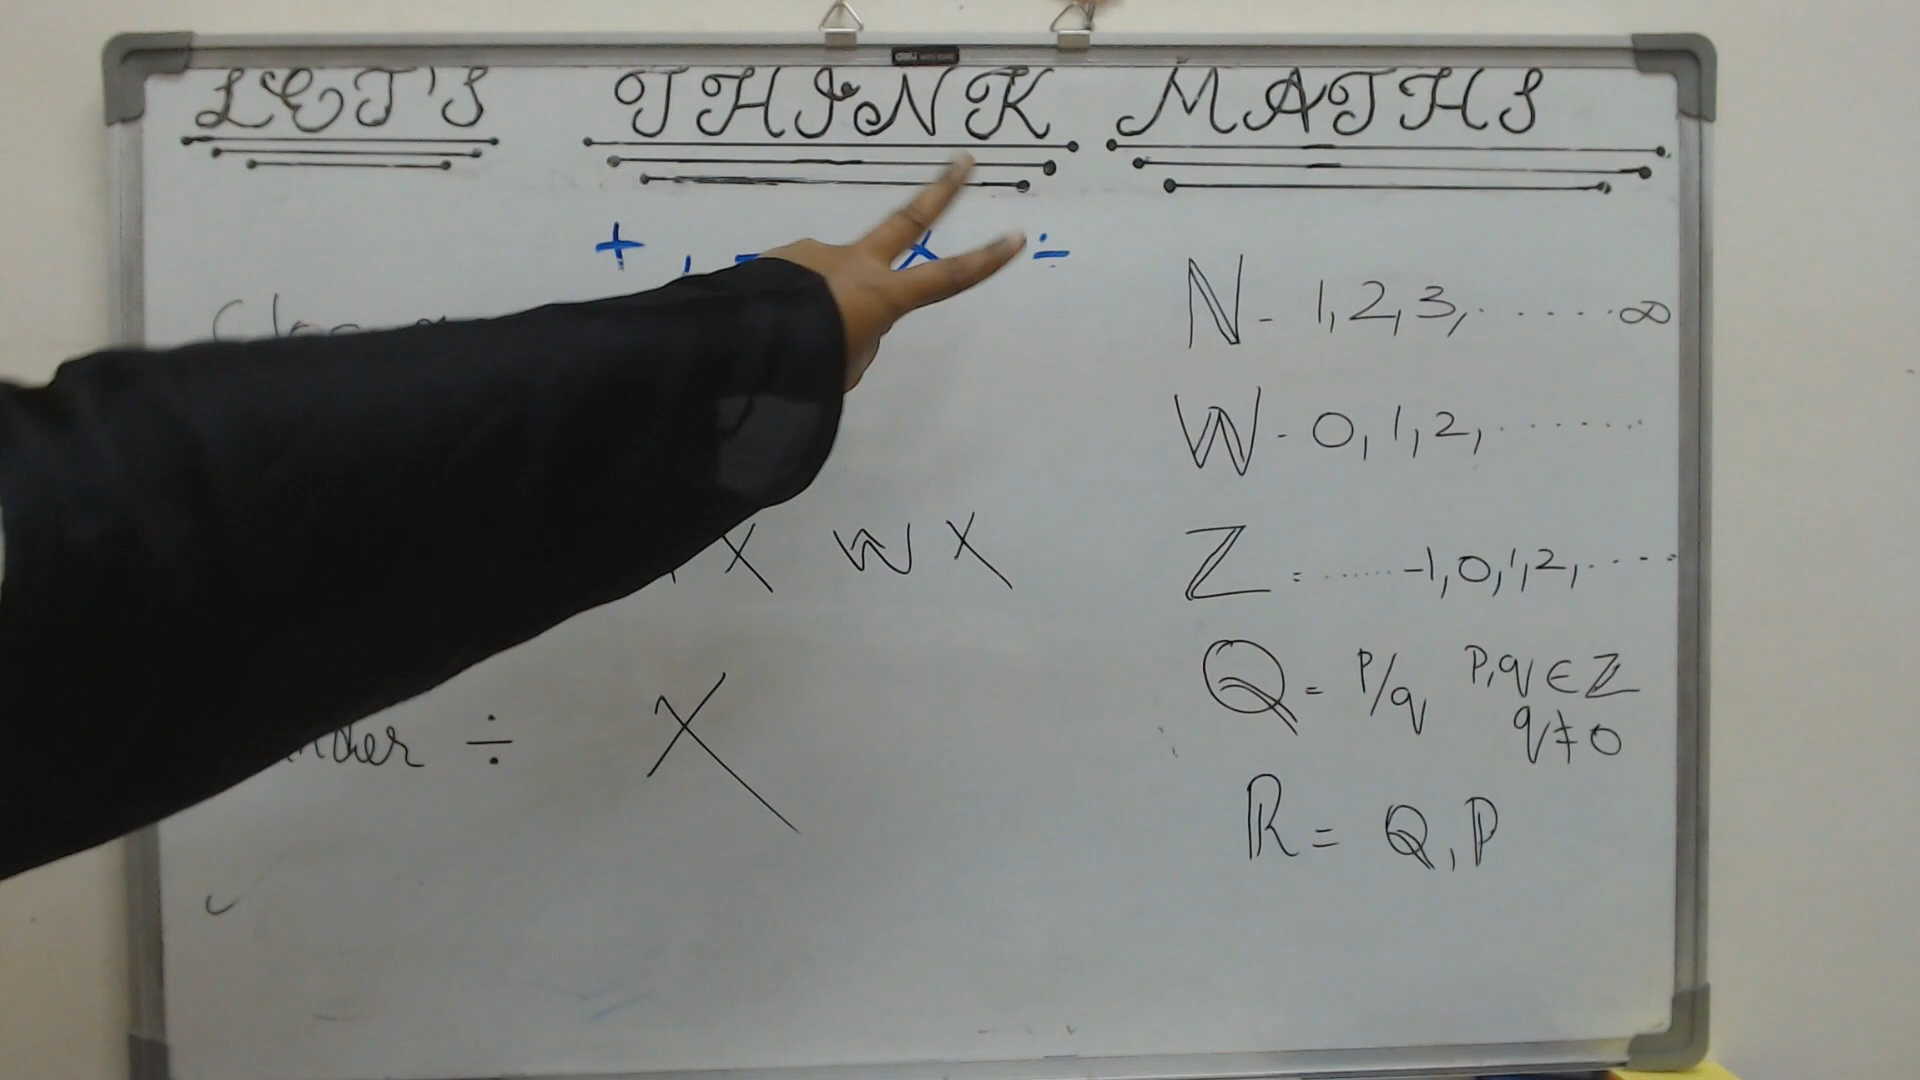 LET'S THINK MATHS
+ , - × ÷
N - 1, 2, 3, ..... ∞
W - 0, 1, 2, ......
X W X
Z = ...... -1, 0, 1, 2, ....
Q = P/q P, q ∈ Z
q ≠ 0
÷ X
R = Q, P